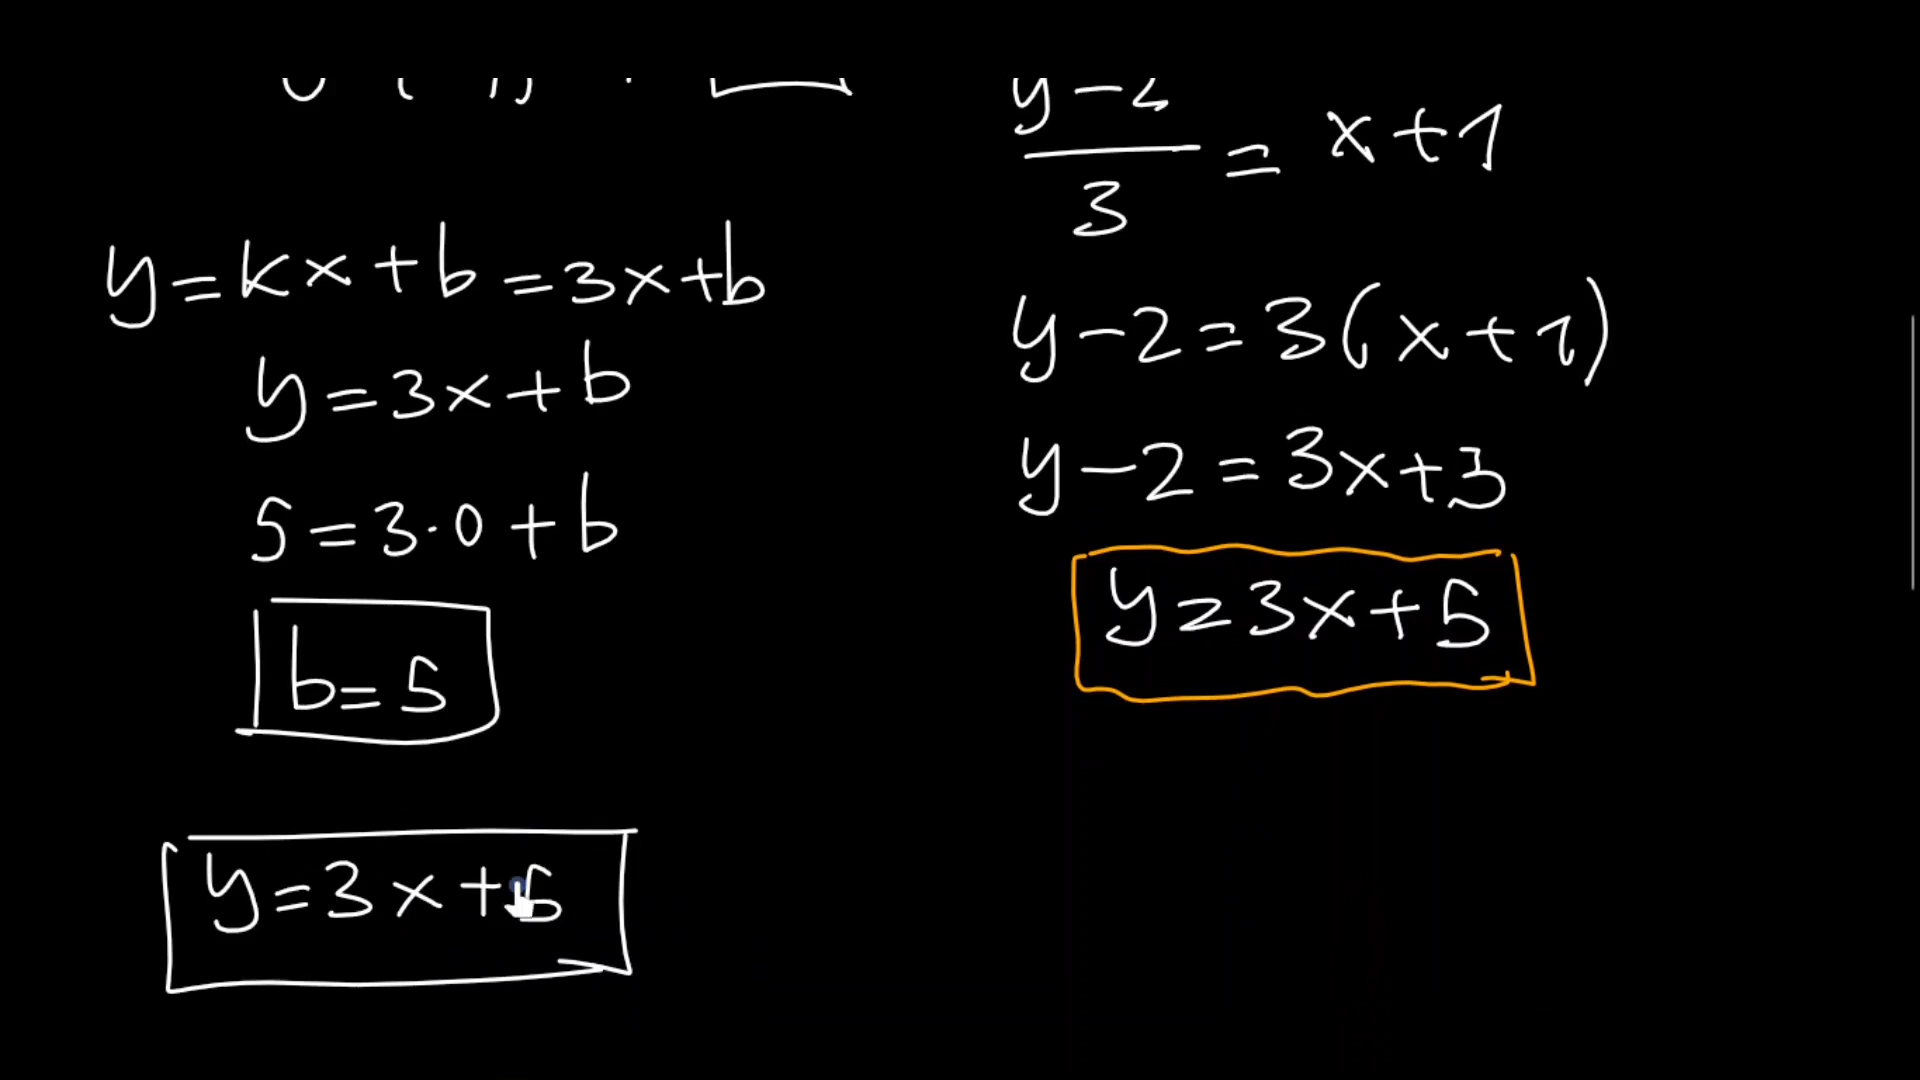 y=kx+b=3x+b
y=3x+b
5=3·0+b
b=5
y=3x+5
y-2
3
= x+1
y-2=3(x+1)
y-2=3x+3
y=3x+5